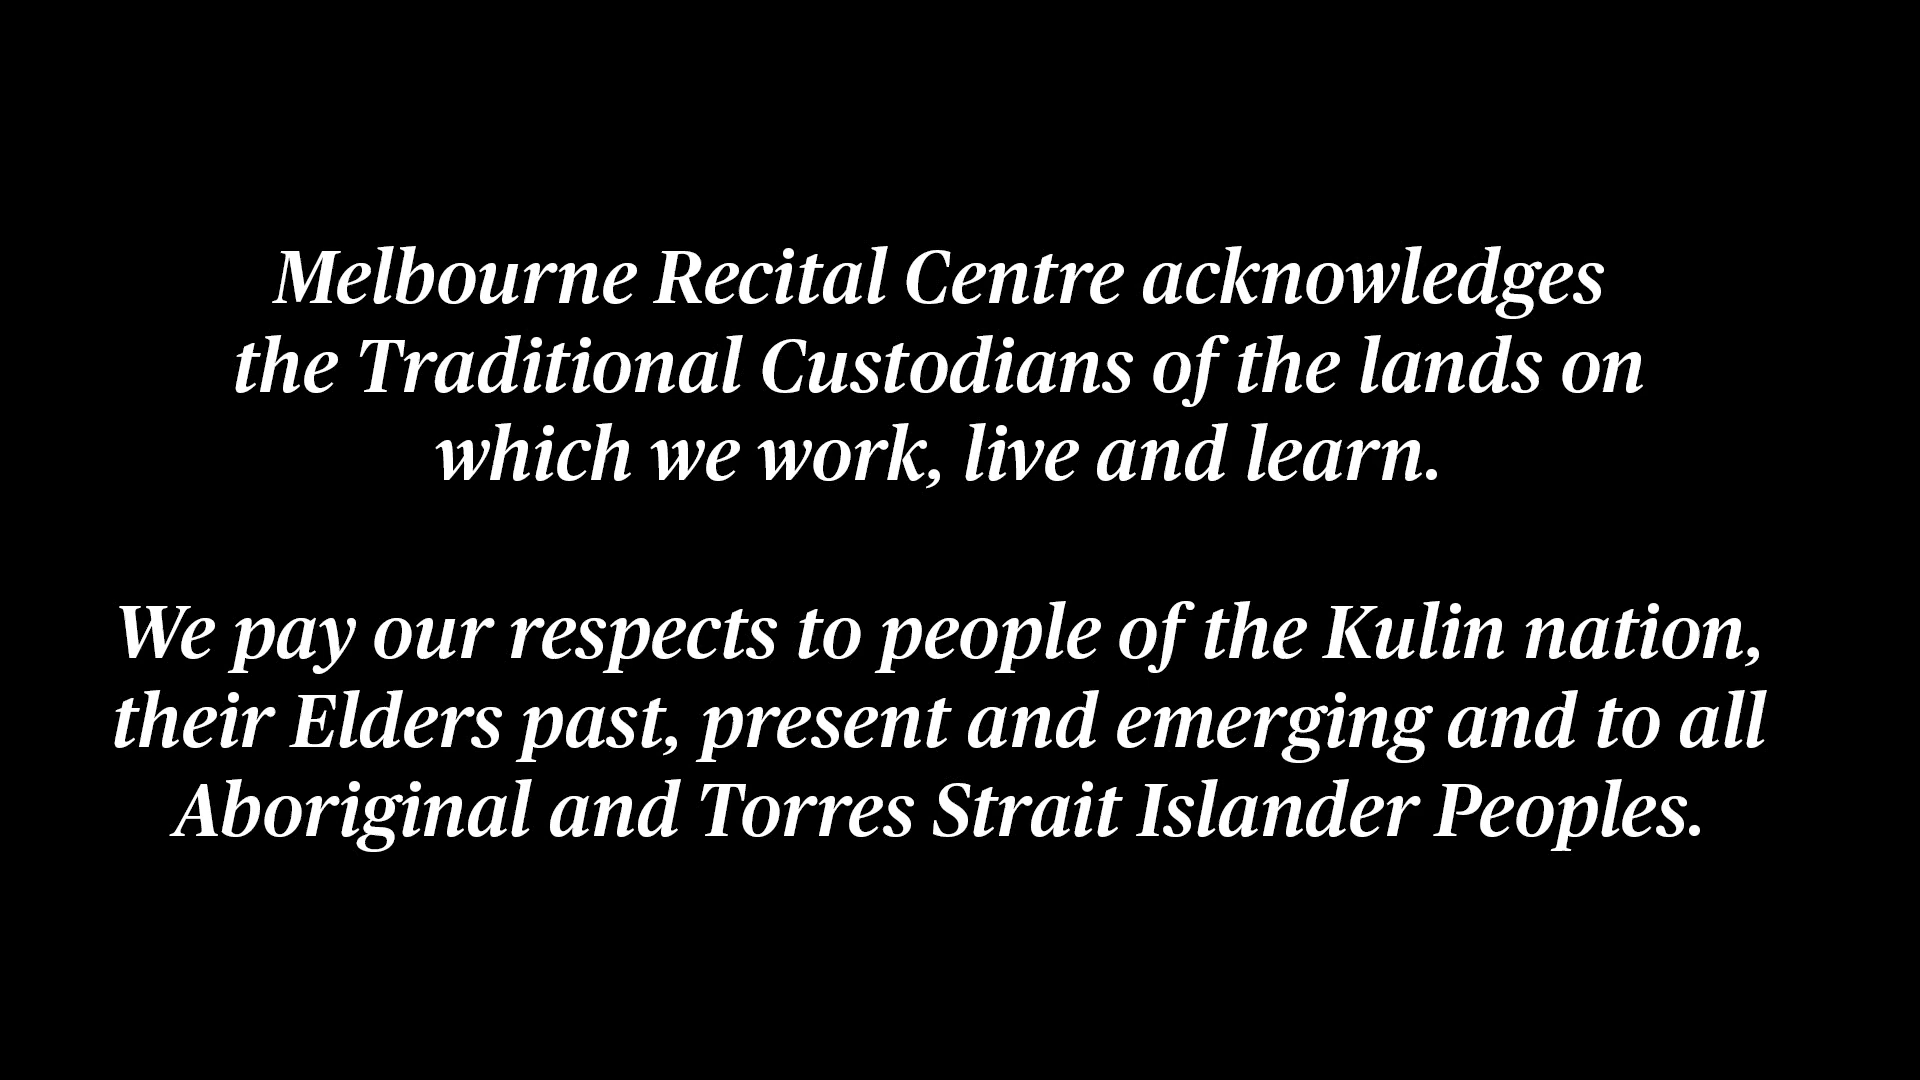 Melbourne Recital Centre acknowledges
the Traditional Custodians of the lands on
which we work, live and learn.
We pay our respects to people of the Kulin nation,
their Elders past, present and emerging and to all
Aboriginal and Torres Strait Islander Peoples.